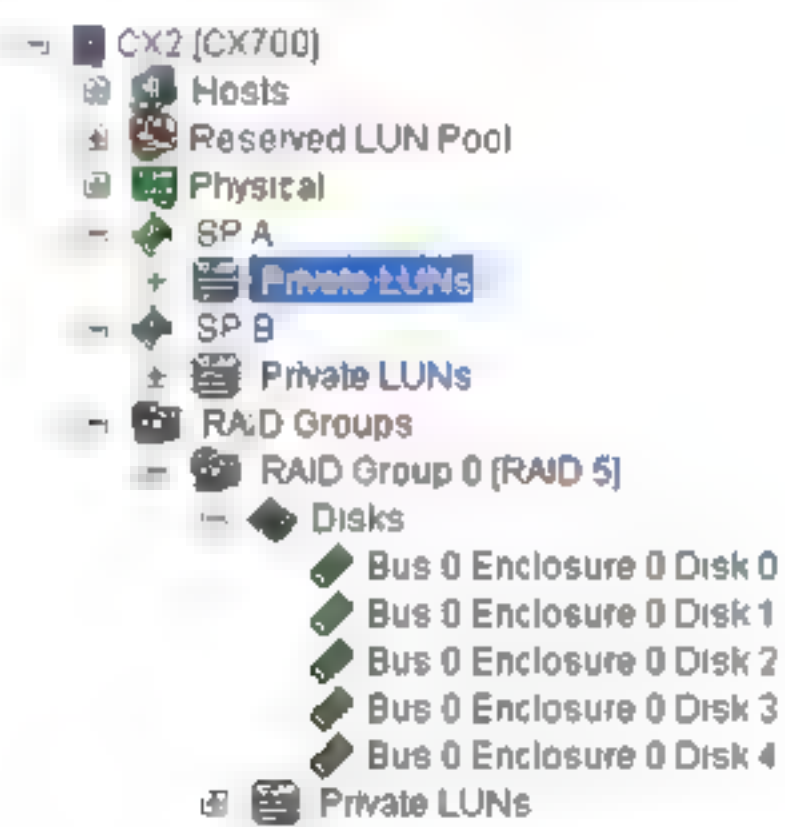 CX2 [CX700]
Hosts
Reserved LUN Pool
Physical
SP A
Private LUNs
SP B
Private LUNs
RAID Groups
RAID Group 0 [RAID 5]
Disks
Bus 0 Enclosure 0 Disk 0
Bus 0 Enclosure 0 Disk 1
Bus 0 Enclosure 0 Disk 2
Bus 0 Enclosure 0 Disk 3
Bus 0 Enclosure 0 Disk 4
Private LUNs